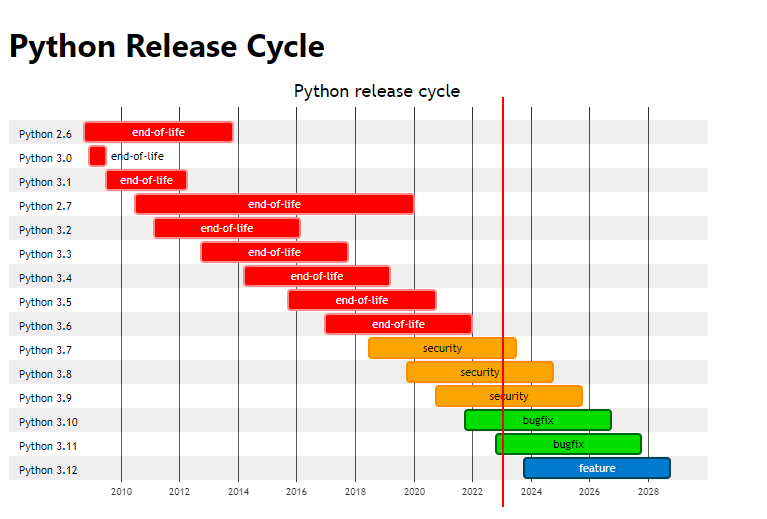 Python Release Cycle
Python release cycle
Python 2.6 end-of-life
Python 3.0 end-of-life
Python 3.1 end-of-life
Python 2.7 end-of-life
Python 3.2 end-of-life
Python 3.3 end-of-life
Python 3.4 end-of-life
Python 3.5 end-of-life
Python 3.6 end-of-life
Python 3.7 security
Python 3.8 security
Python 3.9 security
Python 3.10 bugfix
Python 3.11 bugfix
Python 3.12 feature
2010 2012 2014 2016 2018 2020 2022 2024 2026 2028